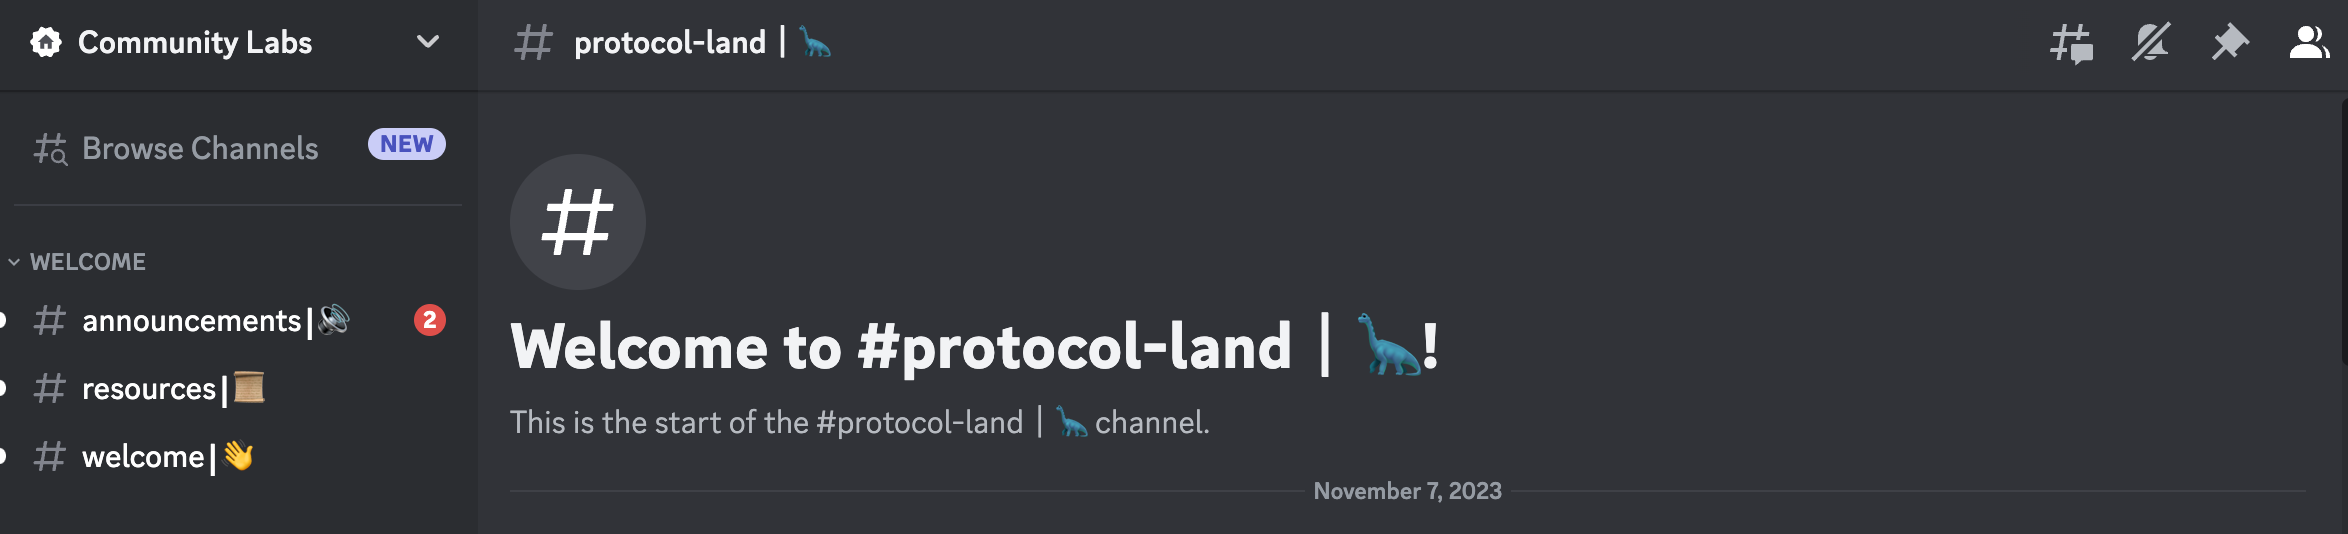 Community Labs
Browse Channels NEW
WELCOME
# announcements|🔊 2
# resources|📜
# welcome|👋
# protocol-land | 🦕
#
Welcome to #protocol-land | 🦕!
This is the start of the #protocol-land | 🦕 channel.
November 7, 2023